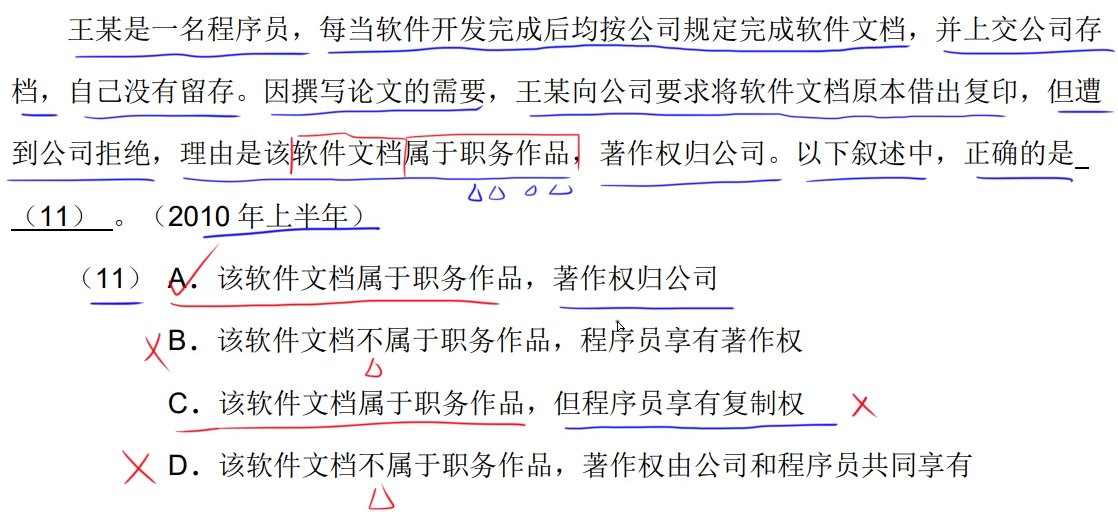 王某是一名程序员，每当软件开发完成后均按公司规定完成软件文档，并上交公司存
档，自己没有留存。因撰写论文的需要，王某向公司要求将软件文档原本借出复印，但遭
到公司拒绝，理由是该软件文档属于职务作品，著作权归公司。以下叙述中，正确的是_
（11）。（2010 年上半年）
（11） A．该软件文档属于职务作品，著作权归公司
B．该软件文档不属于职务作品，程序员享有著作权
C．该软件文档属于职务作品，但程序员享有复制权
D．该软件文档不属于职务作品，著作权由公司和程序员共同享有